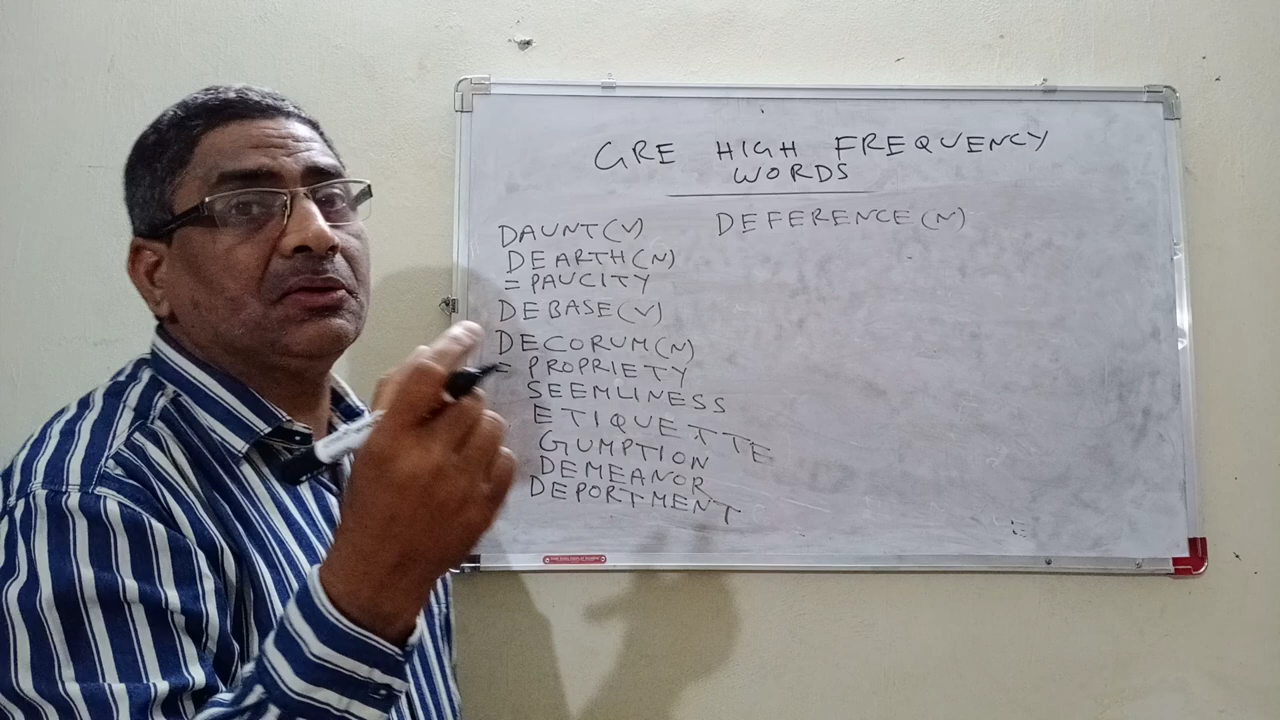 GRE HIGH FREQUENCY
WORDS
DAUNT(V)
DEARTH(N)
= PAUCITY
DEBASE(V)
DECORUM(N)
= PROPRIETY
SEEMLINESS
ETIQUETTE
GUMPTION
DEMEANOR
DEPORTMENT
DEFERENCE(N)